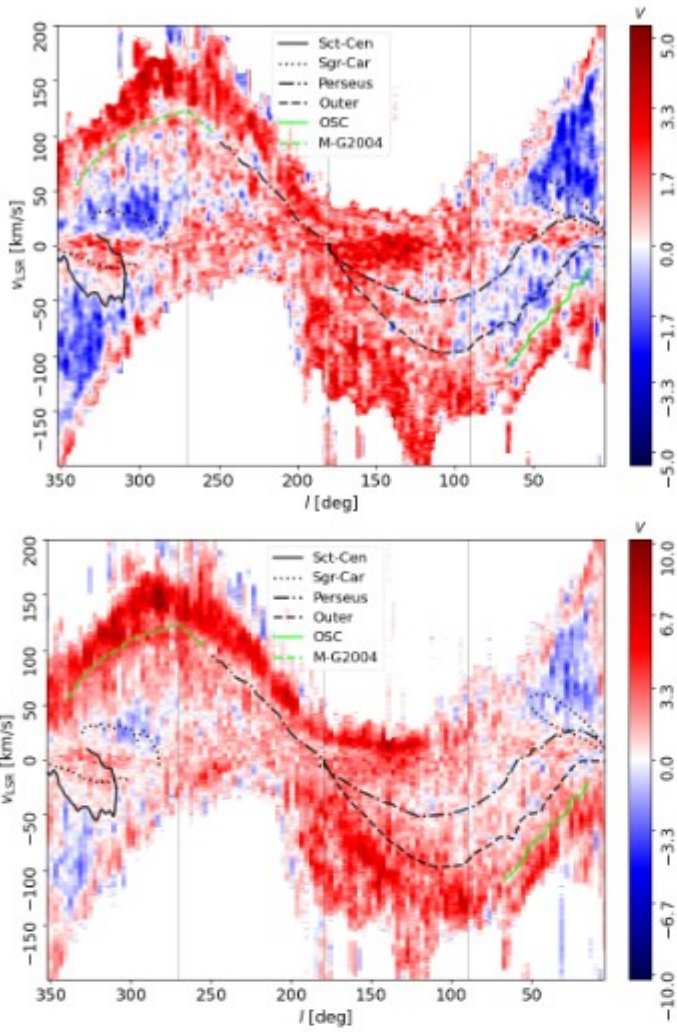 V
200
150
100
50
0
−50
−100
−150
v_LSR [km/s]
Sct-Cen
Sgr-Car
Perseus
Outer
OSC
M-G2004
5.0
3.3
1.7
0.0
−1.7
−3.3
−5.0
350 300 250 200 150 100 50
l [deg]
V
200
150
100
50
0
−50
−100
−150
v_LSR [km/s]
Sct-Cen
Sgr-Car
Perseus
Outer
OSC
M-G2004
10.0
6.7
3.3
0.0
−3.3
−6.7
−10.0
350 300 250 200 150 100 50
l [deg]